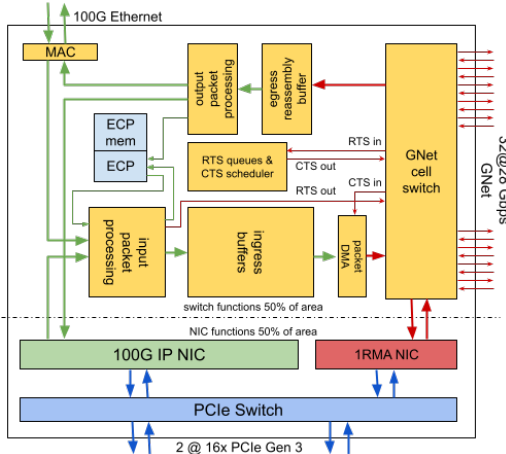 100G Ethernet
MAC
output
packet
processing
egress
reassembly
buffer
ECP
mem
ECP
RTS queues &
CTS scheduler
RTS in
CTS out
GNet
cell
switch
GNet
32@28 Gbps
RTS out
CTS in
input
packet
processing
ingress
buffers
packet
DMA
switch functions 50% of area
NIC functions 50% of area
100G IP NIC
1RMA NIC
PCIe Switch
2 @ 16x PCIe Gen 3